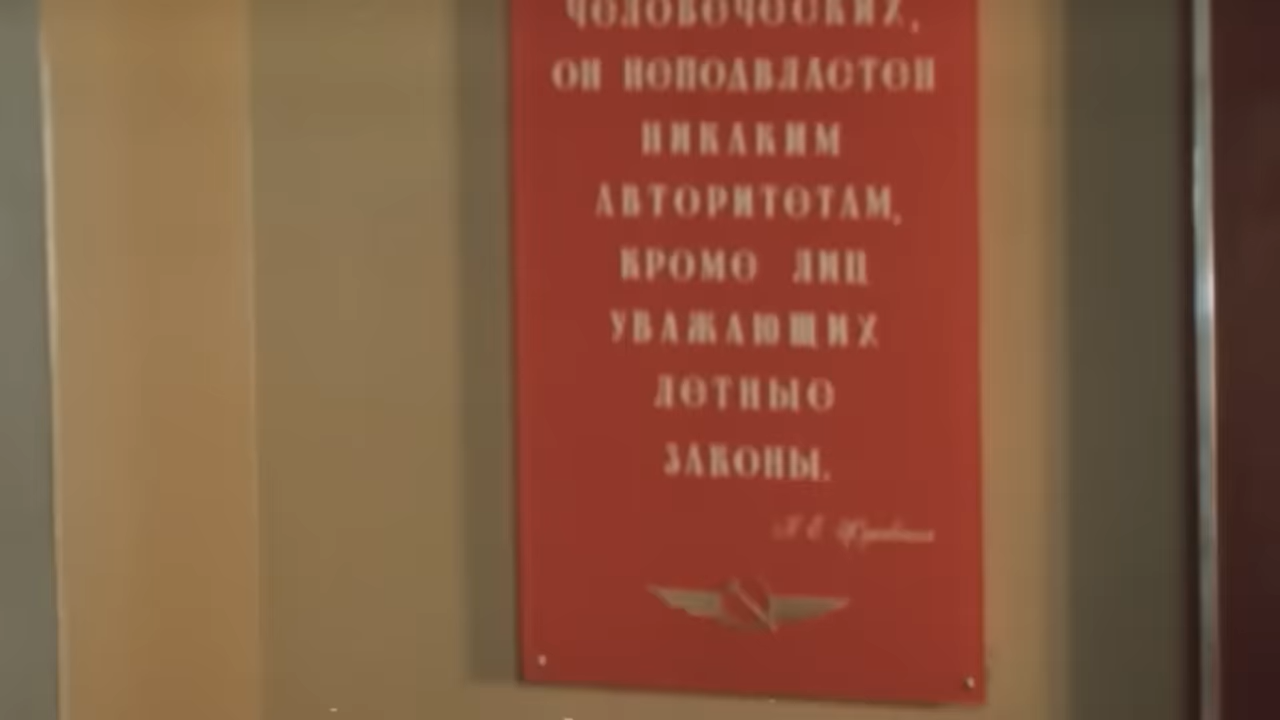 ЧЕЛОВЕЧЕСКИХ,
ОН НЕПОДВЛАСТЕН
НИКАКИМ
АВТОРИТЕТАМ,
КРОМЕ ЛИЦ
УВАЖАЮЩИХ
ЛЕТНЫЕ
ЗАКОНЫ.